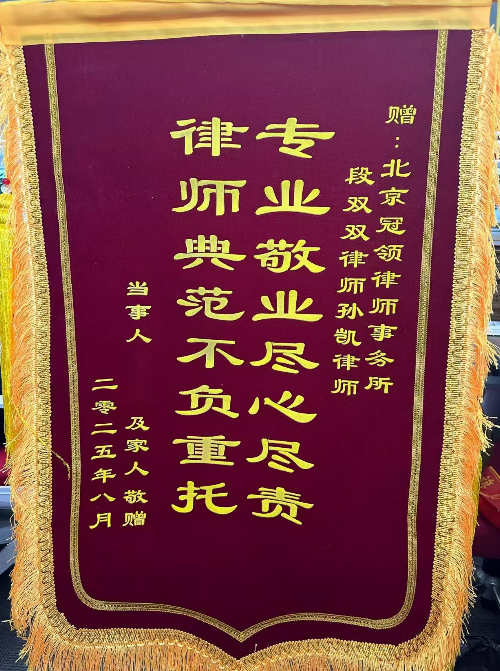 赠：北京冠领律师事务所
段双双律师孙凯律师
专业敬业尽心尽责
律师典范不负重托
当事人 及家人敬赠
二零二五年八月